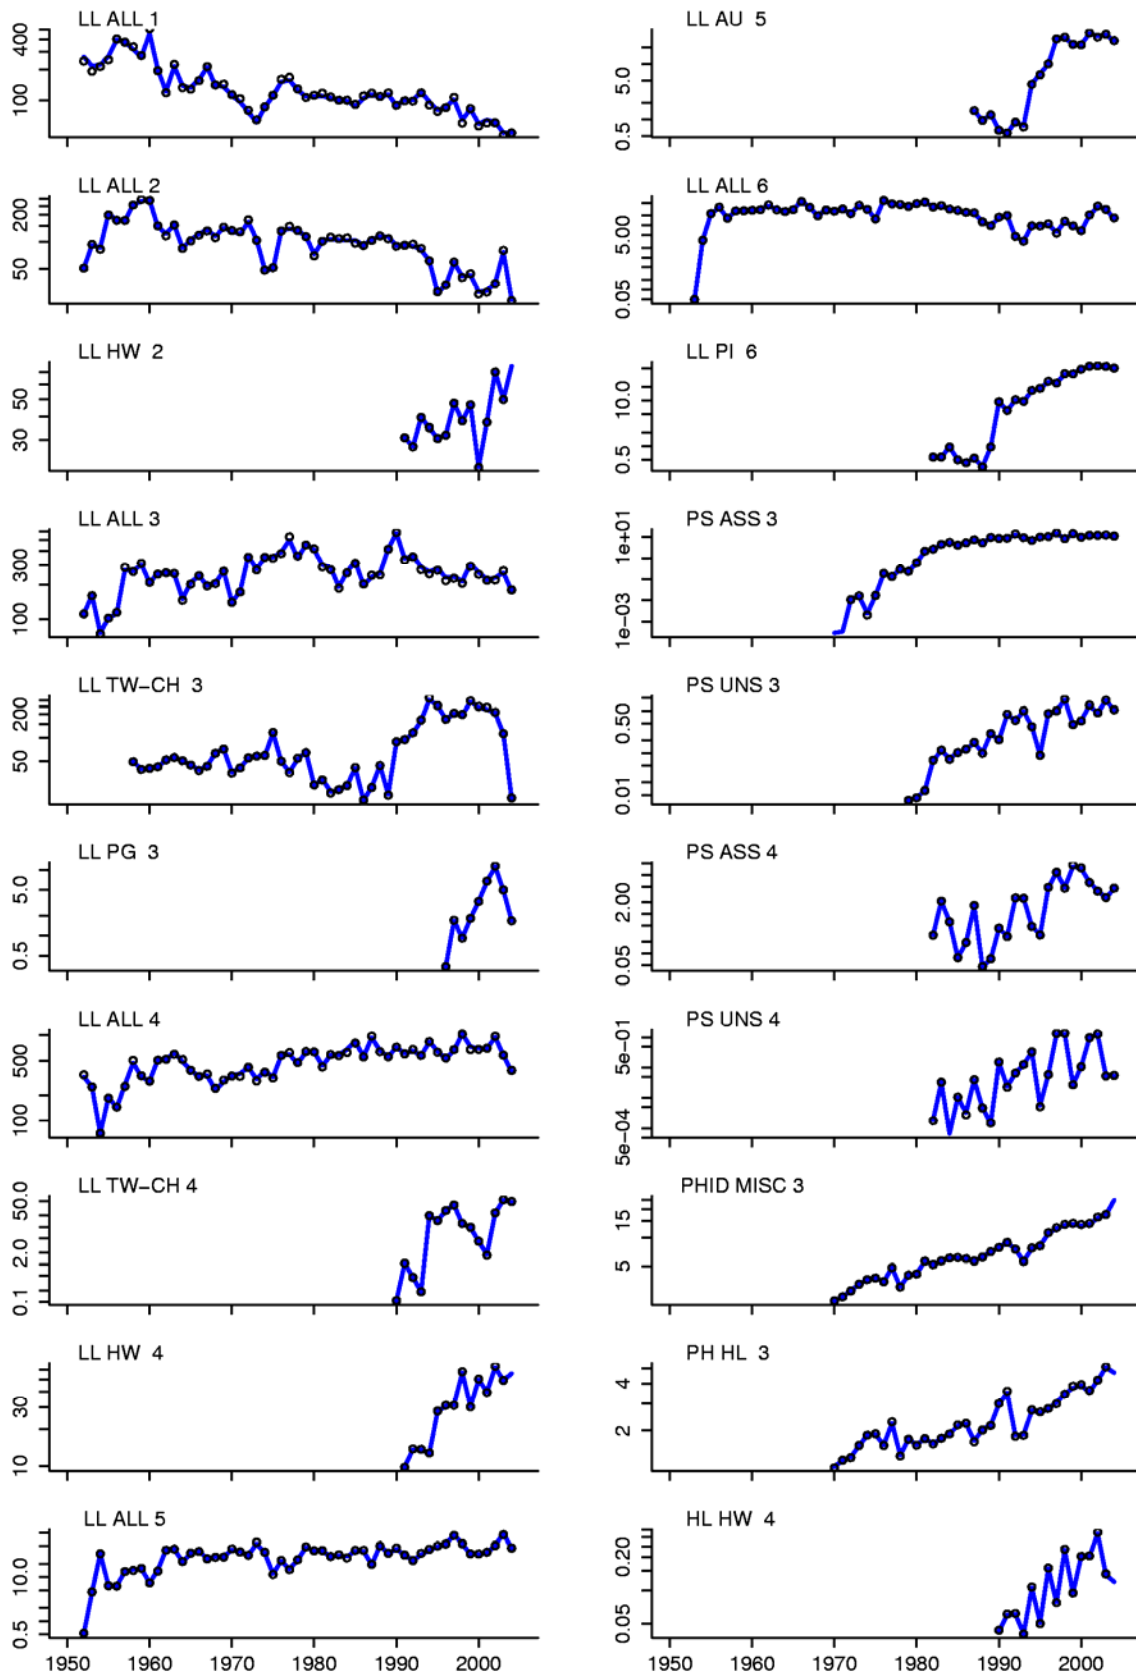 LL ALL 1
400
100
LL ALL 2
200
50
LL HW 2
50
30
LL ALL 3
300
100
LL TW-CH 3
200
50
LL PG 3
5.0
0.5
LL ALL 4
500
100
LL TW-CH 4
50.0
2.0
0.1
LL HW 4
30
10
LL ALL 5
10.0
0.5
1950 1960 1970 1980 1990 2000
LL AU 5
5.0
0.5
LL ALL 6
5.00
0.05
LL PI 6
10.0
0.5
PS ASS 3
1e+01
1e-03
PS UNS 3
0.50
0.01
PS ASS 4
2.00
0.05
PS UNS 4
5e-01
5e-04
PHID MISC 3
15
5
PH HL 3
4
2
HL HW 4
0.20
0.05
1950 1960 1970 1980 1990 2000